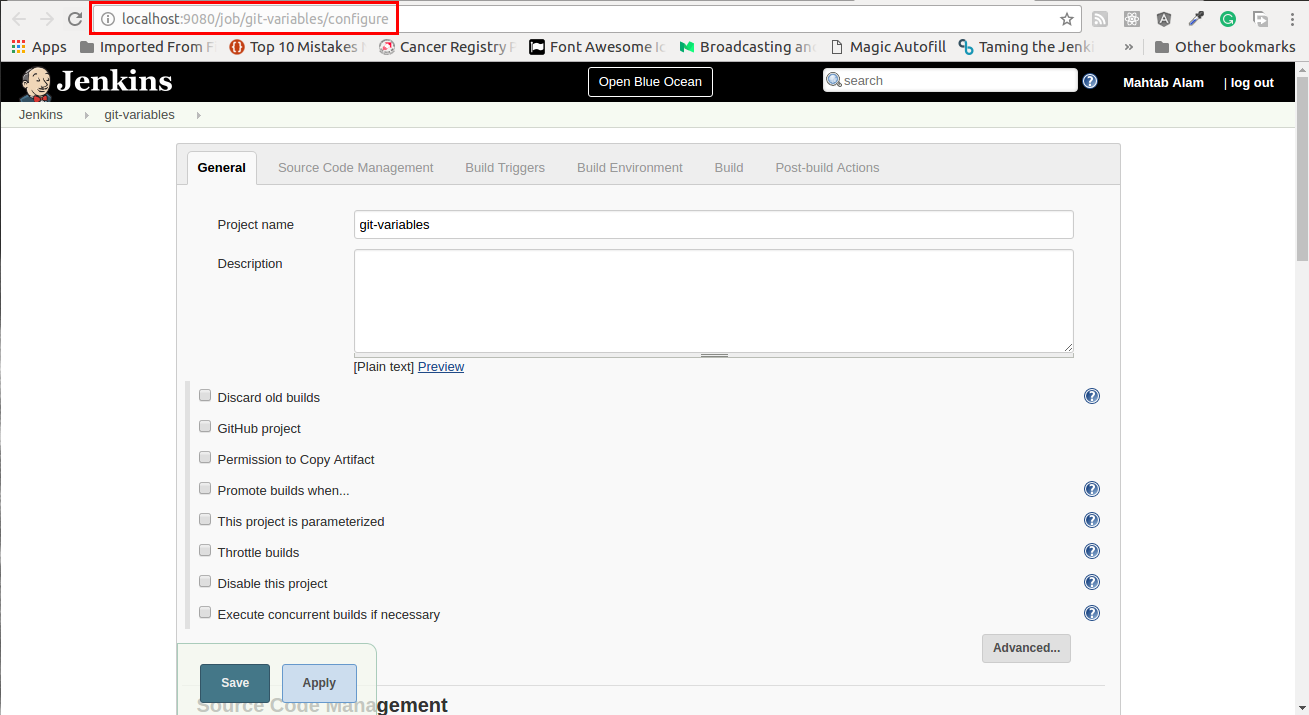 localhost:9080/job/git-variables/configure
Apps Imported From F Top 10 Mistakes Cancer Registry Font Awesome Broadcasting an Magic Autofill Taming the Jenki » Other bookmarks
Jenkins Open Blue Ocean search Mahtab Alam | log out
Jenkins git-variables
General Source Code Management Build Triggers Build Environment Build Post-build Actions
Project name git-variables
Description
[Plain text] Preview
Discard old builds
GitHub project
Permission to Copy Artifact
Promote builds when...
This project is parameterized
Throttle builds
Disable this project
Execute concurrent builds if necessary
Advanced...
Save Apply
Source Code Management